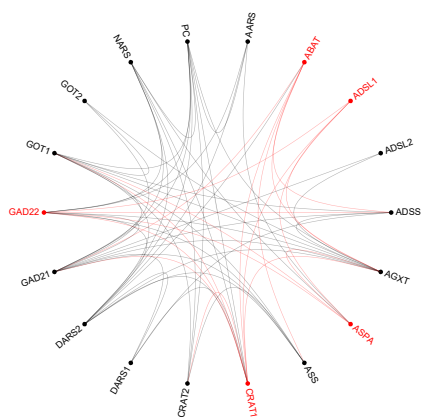 PC
AARS
NARS
ABAT
GOT2
ADSL1
GOT1
ADSL2
GAD22
ADSS
GAD21
AGXT
DARS2
ASPA
DARS1
ASS
CRAT2
CRAT1